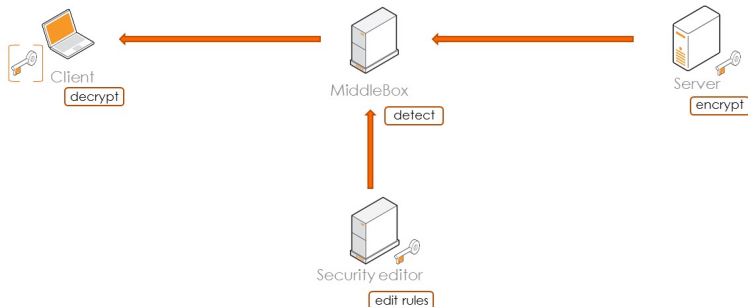 Client
decrypt
MiddleBox
detect
Server
encrypt
Security editor
edit rules